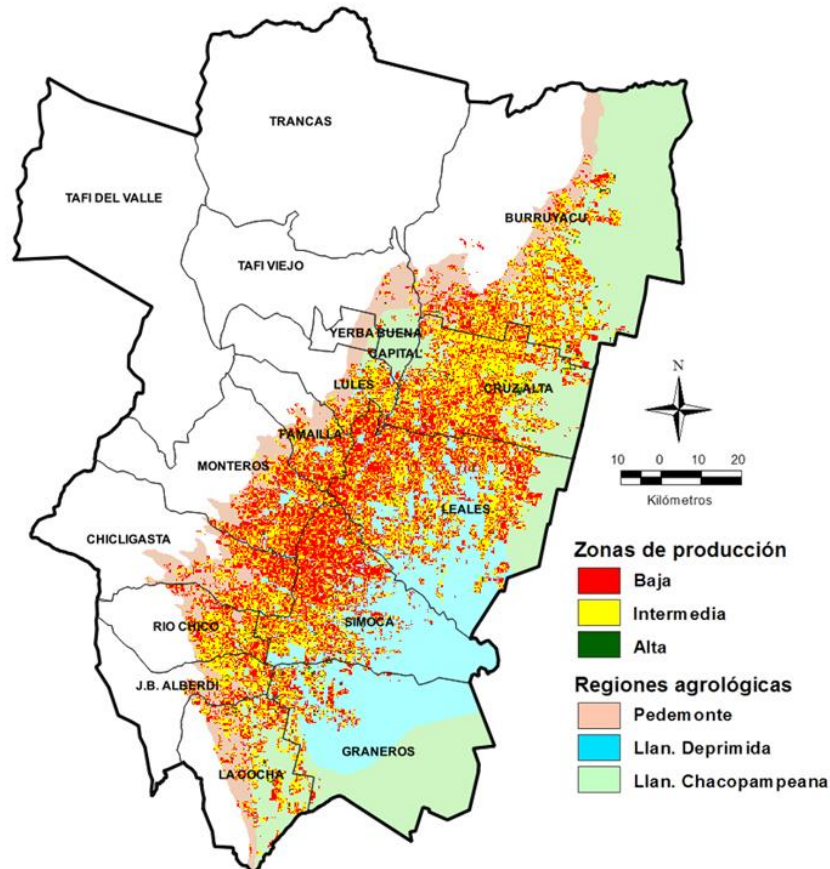 TRANCAS
TAFI DEL VALLE
BURRUYACU
TAFI VIEJO
YERBA BUENA
CAPITAL
LULES
CRUZ ALTA
FAMAILLA
MONTEROS
LEALES
CHICLIGASTA
RIO CHICO
SIMOCA
J.B. ALBERDI
GRANEROS
LA COCHA
N
10 0 10 20
Kilómetros
Zonas de producción
Baja
Intermedia
Alta
Regiones agrológicas
Pedemonte
Llan. Deprimida
Llan. Chacopampeana